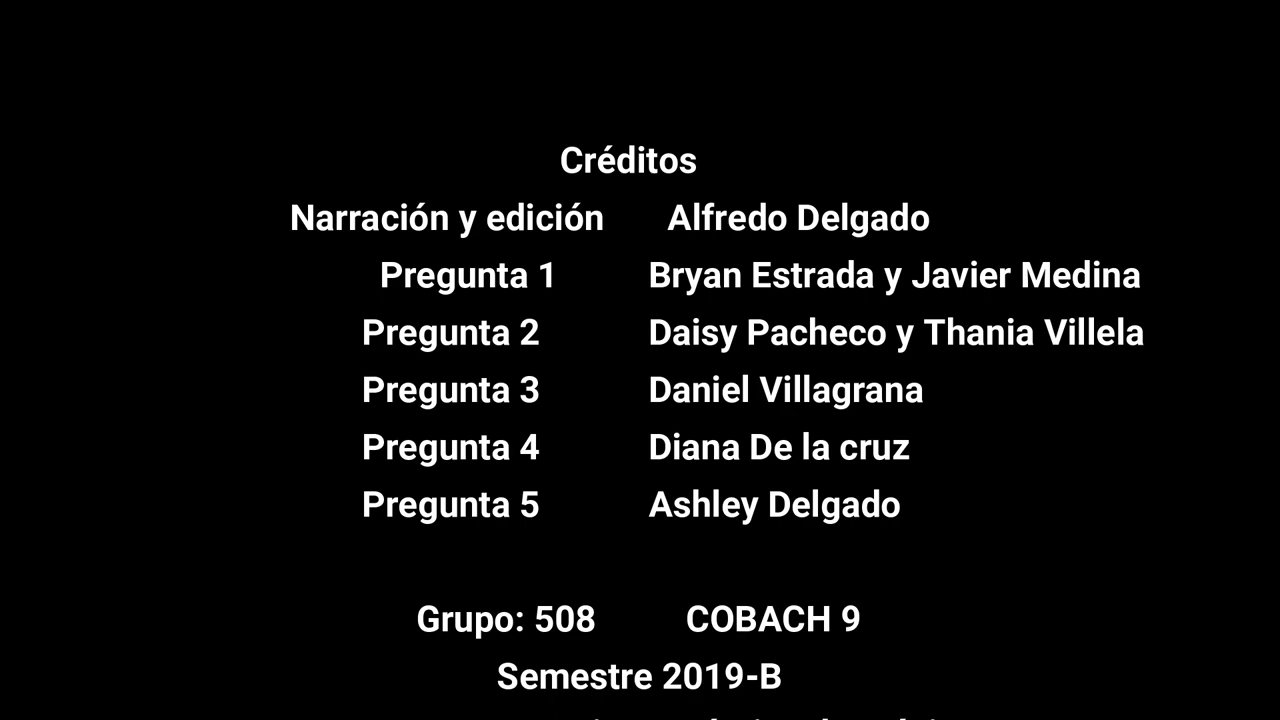 Créditos
Narración y edición Alfredo Delgado
Pregunta 1 Bryan Estrada y Javier Medina
Pregunta 2 Daisy Pacheco y Thania Villela
Pregunta 3 Daniel Villagrana
Pregunta 4 Diana De la cruz
Pregunta 5 Ashley Delgado
Grupo: 508 COBACH 9
Semestre 2019-B